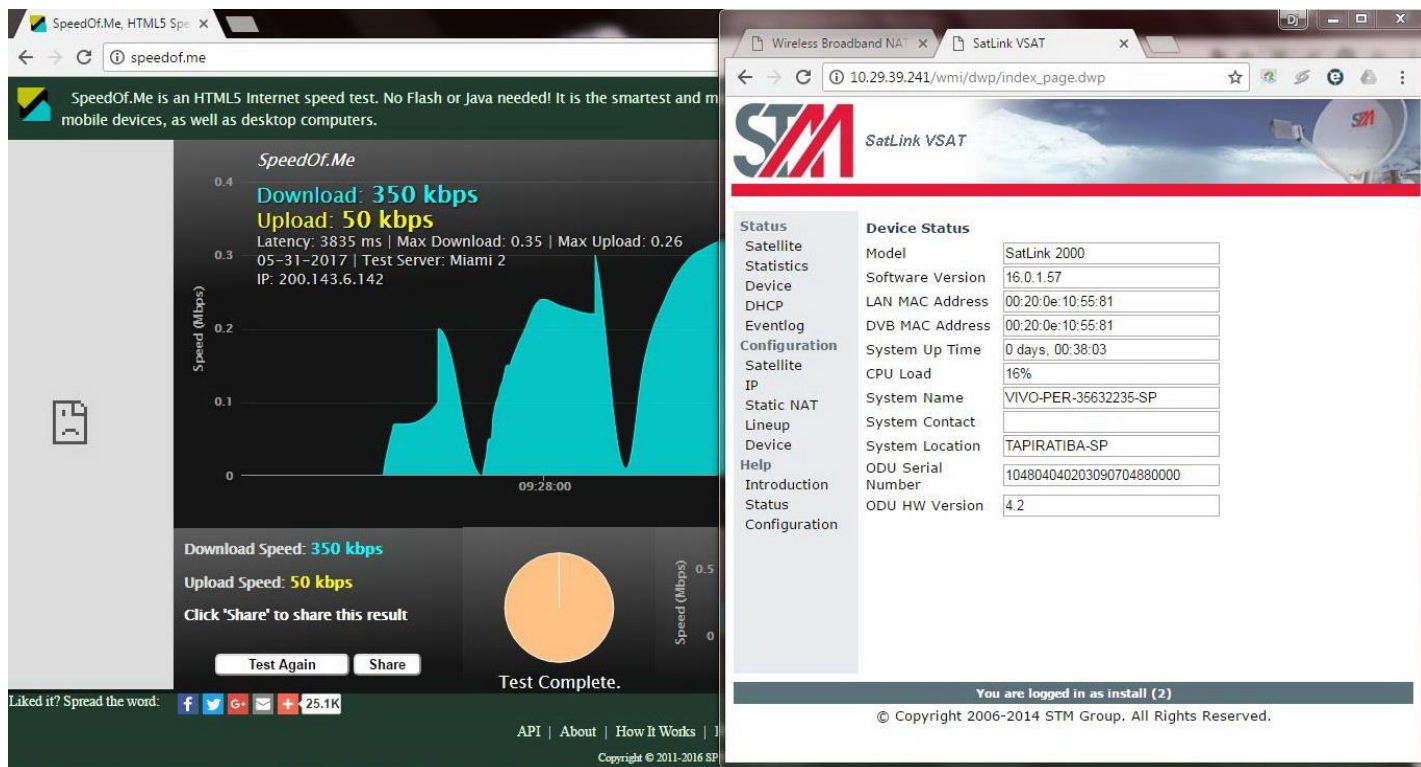 SpeedOf.Me, HTML5 Spe
speedof.me
SpeedOf.Me is an HTML5 Internet speed test. No Flash or Java needed! It is the smartest and m
mobile devices, as well as desktop computers.
SpeedOf.Me
Download: 350 kbps
Upload: 50 kbps
Latency: 3835 ms | Max Download: 0.35 | Max Upload: 0.26
05-31-2017 | Test Server: Miami 2
IP: 200.143.6.142
Speed (Mbps)
0.4
0.3
0.2
0.1
0
09:28:00
Download Speed: 350 kbps
Upload Speed: 50 kbps
Click 'Share' to share this result
Test Again
Share
Test Complete.
Speed (Mbps)
0.5
0
Liked it? Spread the word:
25.1K
API | About | How It Works |
Copyright © 2011-2016 SP
Dj
Wireless Broadband NAT
SatLink VSAT
10.29.39.241/wmi/dwp/index_page.dwp
STM
SatLink VSAT
STM
Status
Satellite
Statistics
Device
DHCP
Eventlog
Configuration
Satellite
IP
Static NAT
Lineup
Device
Help
Introduction
Status
Configuration
Device Status
Model SatLink 2000
Software Version 16.0.1.57
LAN MAC Address 00:20:0e:10:55:81
DVB MAC Address 00:20:0e:10:55:81
System Up Time 0 days, 00:38:03
CPU Load 16%
System Name VIVO-PER-35632235-SP
System Contact
System Location TAPIRATIBA-SP
ODU Serial Number 104804040203090704880000
ODU HW Version 4.2
You are logged in as install (2)
© Copyright 2006-2014 STM Group. All Rights Reserved.